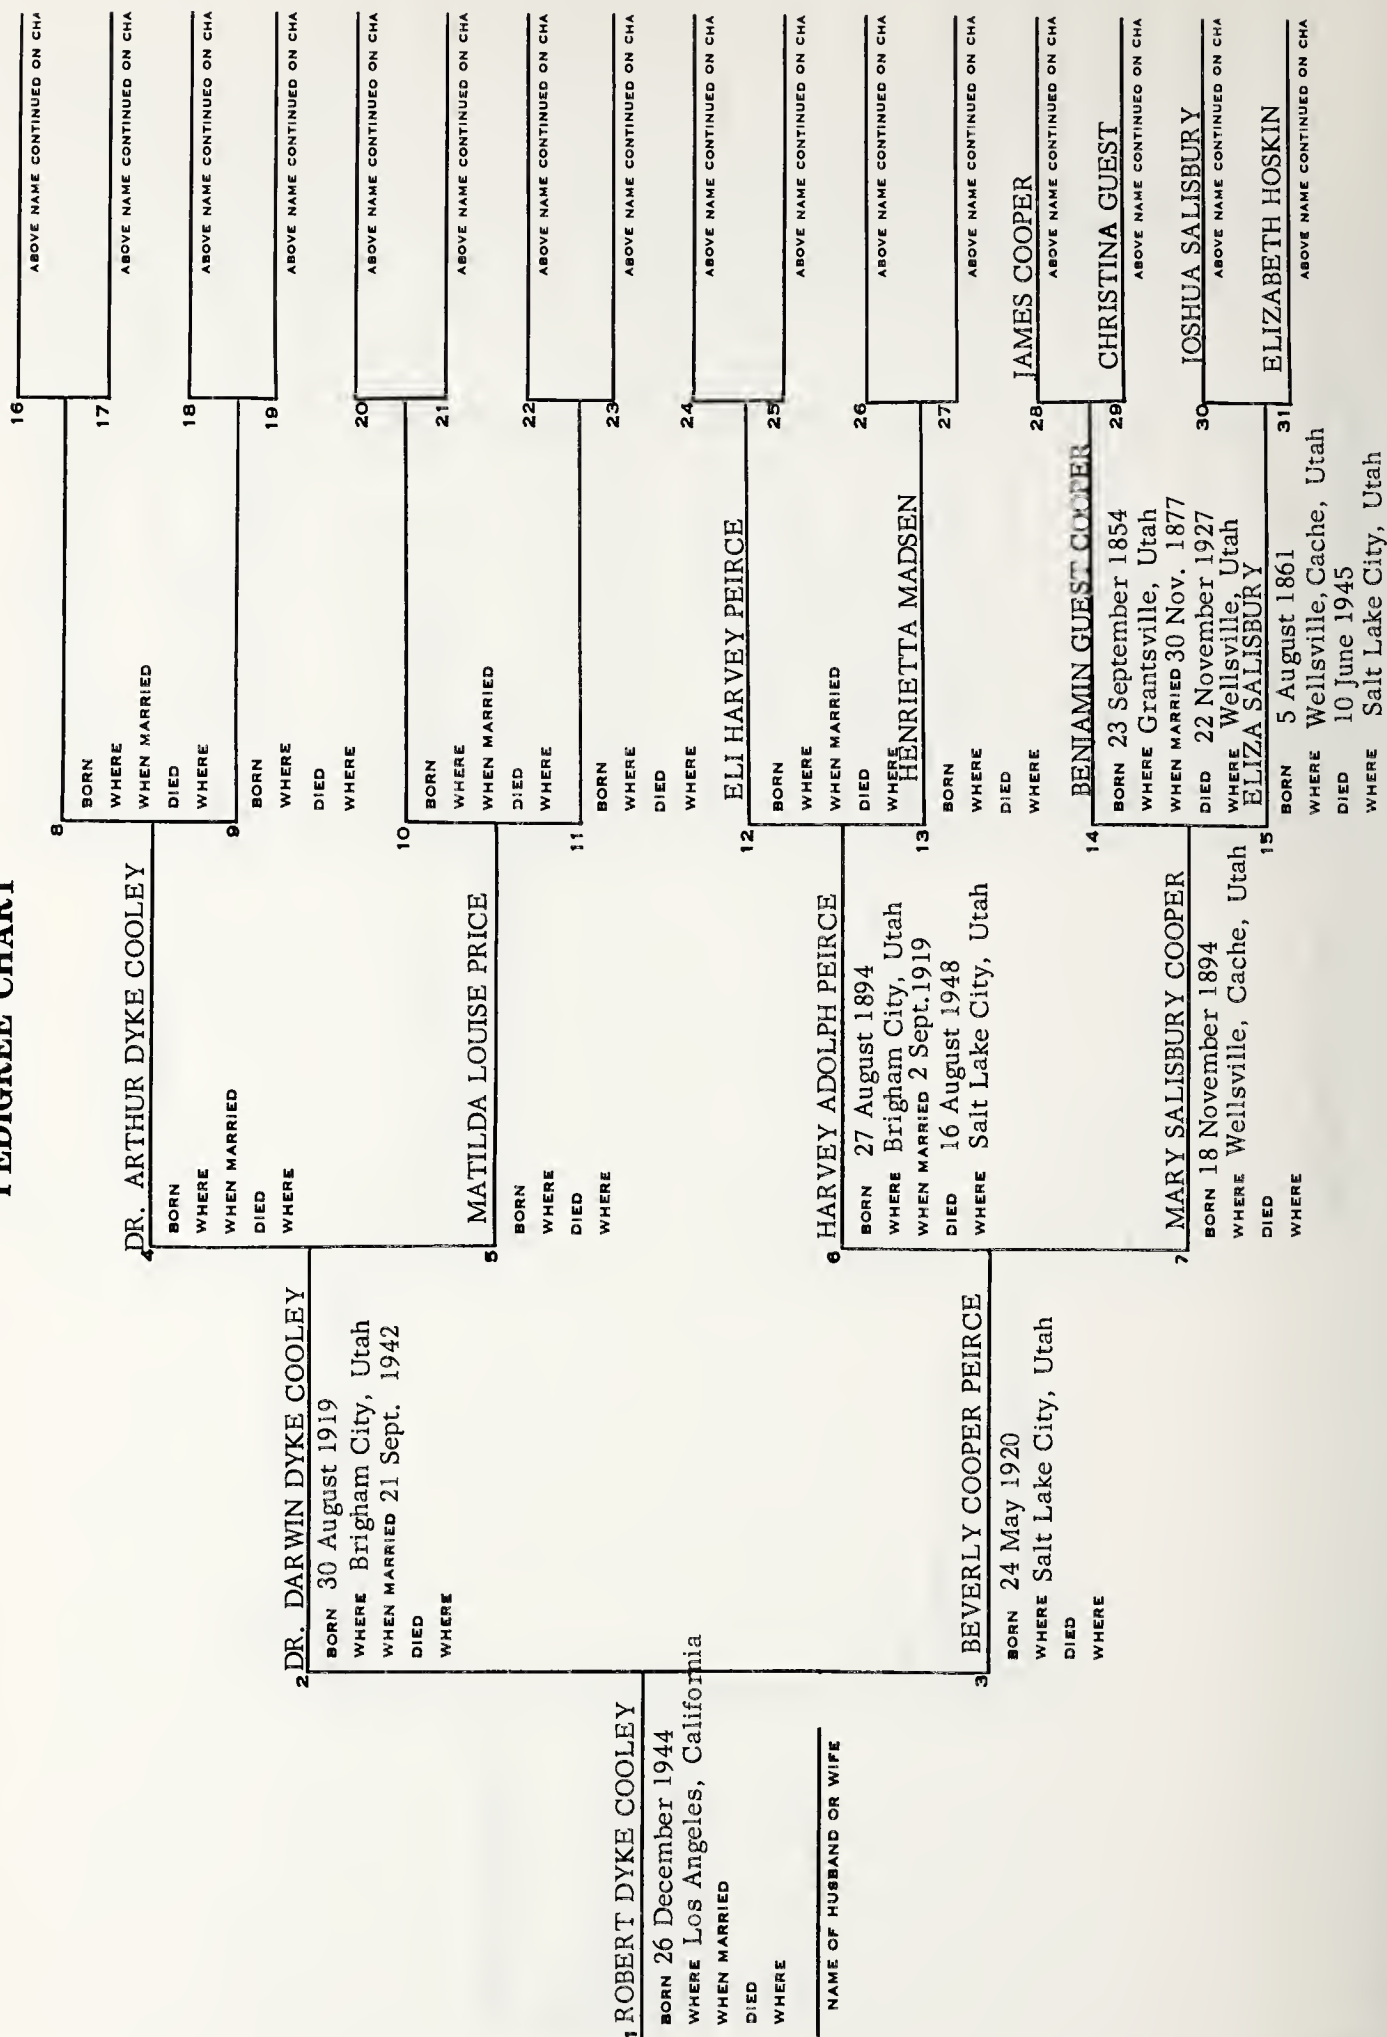 PEDIGREE CHART
1 ROBERT DYKE COOLEY
BORN 26 December 1944
WHERE Los Angeles, California
WHEN MARRIED
DIED
WHERE
NAME OF HUSBAND OR WIFE
2 DR. DARWIN DYKE COOLEY
BORN 30 August 1919
WHERE Brigham City, Utah
WHEN MARRIED 21 Sept. 1942
DIED
WHERE
3 BEVERLY COOPER PEIRCE
BORN 24 May 1920
WHERE Salt Lake City, Utah
DIED
WHERE
4 DR. ARTHUR DYKE COOLEY
BORN
WHERE
WHEN MARRIED
DIED
WHERE
5 MATILDA LOUISE PRICE
BORN
WHERE
DIED
WHERE
6 HARVEY ADOLPH PEIRCE
BORN 27 August 1894
WHERE Brigham City, Utah
WHEN MARRIED 2 Sept.1919
DIED 16 August 1948
WHERE Salt Lake City, Utah
7 MARY SALISBURY COOPER
BORN 18 November 1894
WHERE Wellsville, Cache, Utah
DIED
WHERE
8
BORN
WHERE
WHEN MARRIED
DIED
WHERE
9
BORN
WHERE
DIED
WHERE
10
BORN
WHERE
WHEN MARRIED
DIED
WHERE
11
BORN
WHERE
DIED
WHERE
12 ELI HARVEY PEIRCE
BORN
WHERE
WHEN MARRIED
DIED
WHERE
13 HENRIETTA MADSEN
BORN
WHERE
DIED
WHERE
14 BENJAMIN GUEST COOPER
BORN 23 September 1854
WHERE Grantsville, Utah
WHEN MARRIED 30 Nov. 1877
DIED 22 November 1927
WHERE Wellsville, Utah
15 ELIZA SALISBURY
BORN 5 August 1861
WHERE Wellsville, Cache, Utah
DIED 10 June 1945
WHERE Salt Lake City, Utah
16
ABOVE NAME CONTINUED ON CHA
17
ABOVE NAME CONTINUED ON CHA
18
ABOVE NAME CONTINUED ON CHA
19
ABOVE NAME CONTINUED ON CHA
20
ABOVE NAME CONTINUED ON CHA
21
ABOVE NAME CONTINUED ON CHA
22
ABOVE NAME CONTINUED ON CHA
23
ABOVE NAME CONTINUED ON CHA
24
ABOVE NAME CONTINUED ON CHA
25
ABOVE NAME CONTINUED ON CHA
26
ABOVE NAME CONTINUED ON CHA
27
ABOVE NAME CONTINUED ON CHA
28 JAMES COOPER
ABOVE NAME CONTINUED ON CHA
29 CHRISTINA GUEST
ABOVE NAME CONTINUED ON CHA
30 JOSHUA SALISBURY
ABOVE NAME CONTINUED ON CHA
31 ELIZABETH HOSKIN
ABOVE NAME CONTINUED ON CHA